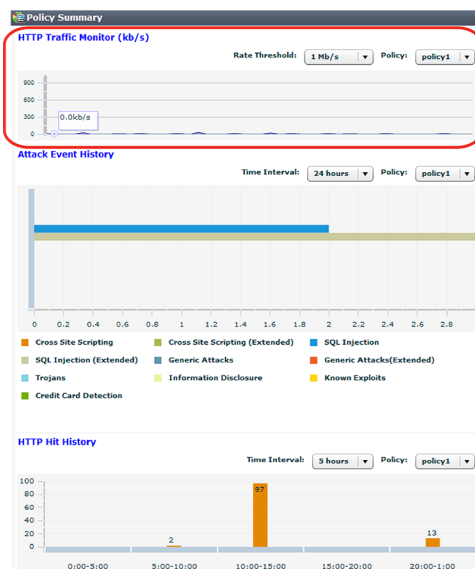 Policy Summary
HTTP Traffic Monitor (kb/s)
Rate Threshold: 1 Mb/s Policy: policy1
900
600
300
0
0.0kb/s
Attack Event History
Time Interval: 24 hours Policy: policy1
0 0.2 0.4 0.6 0.8 1 1.2 1.4 1.6 1.8 2 2.2 2.4 2.6 2.8
Cross Site Scripting Cross Site Scripting (Extended) SQL Injection
SQL Injection (Extended) Generic Attacks Generic Attacks(Extended)
Trojans Information Disclosure Known Exploits
Credit Card Detection
HTTP Hit History
Time Interval: 5 hours Policy: policy1
100
80
60
40
20
0
2
97
13
0:00-5:00 5:00-10:00 10:00-15:00 15:00-20:00 20:00-1:00